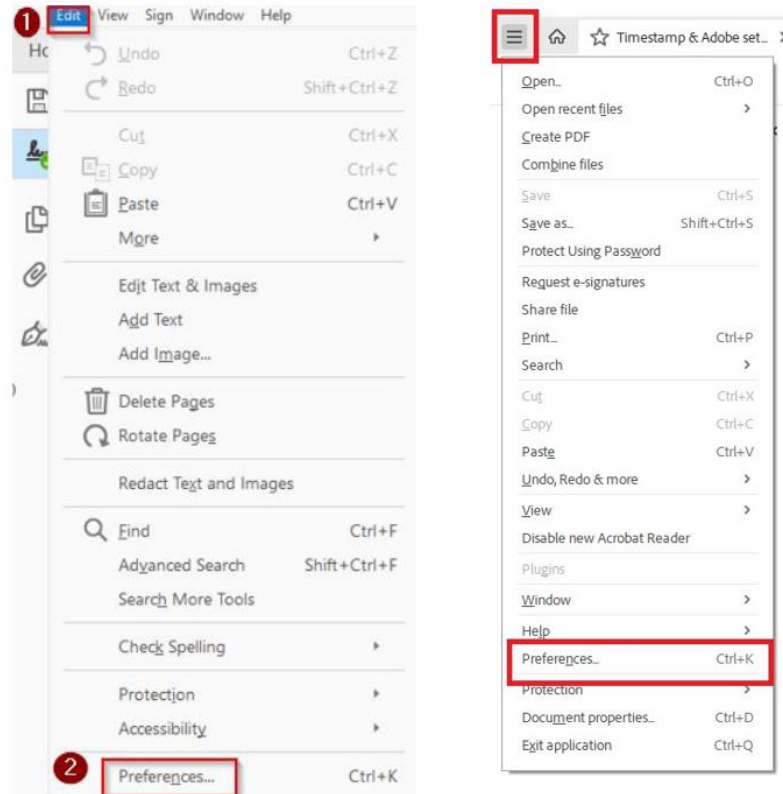 1 Edit View Sign Window Help
Undo Ctrl+Z
Redo Shift+Ctrl+Z
Cut Ctrl+X
Copy Ctrl+C
Paste Ctrl+V
More
Edit Text & Images
Add Text
Add Image...
Delete Pages
Rotate Pages
Redact Text and Images
Find Ctrl+F
Advanced Search Shift+Ctrl+F
Search More Tools
Check Spelling
Protection
Accessibility
2 Preferences... Ctrl+K
Timestamp & Adobe set...
Open... Ctrl+O
Open recent files
Create PDF
Combine files
Save Ctrl+S
Save as... Shift+Ctrl+S
Protect Using Password
Request e-signatures
Share file
Print... Ctrl+P
Search
Cut Ctrl+X
Copy Ctrl+C
Paste Ctrl+V
Undo, Redo & more
View
Disable new Acrobat Reader
Plugins
Window
Help
Preferences... Ctrl+K
Protection
Document properties... Ctrl+D
Exit application Ctrl+Q